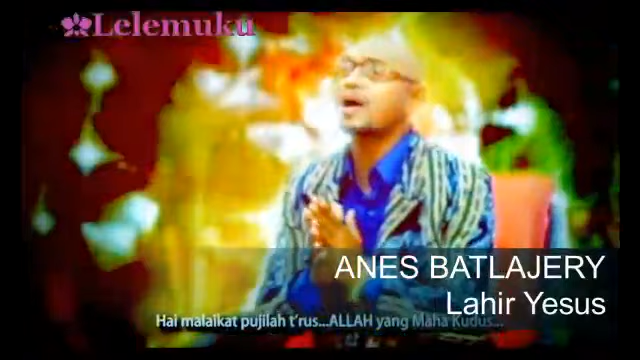 Lelemuku
ANES BATLAJERY
Lahir Yesus
Hai malaikat pujilah t'rus...ALLAH yang Maha Kudus...